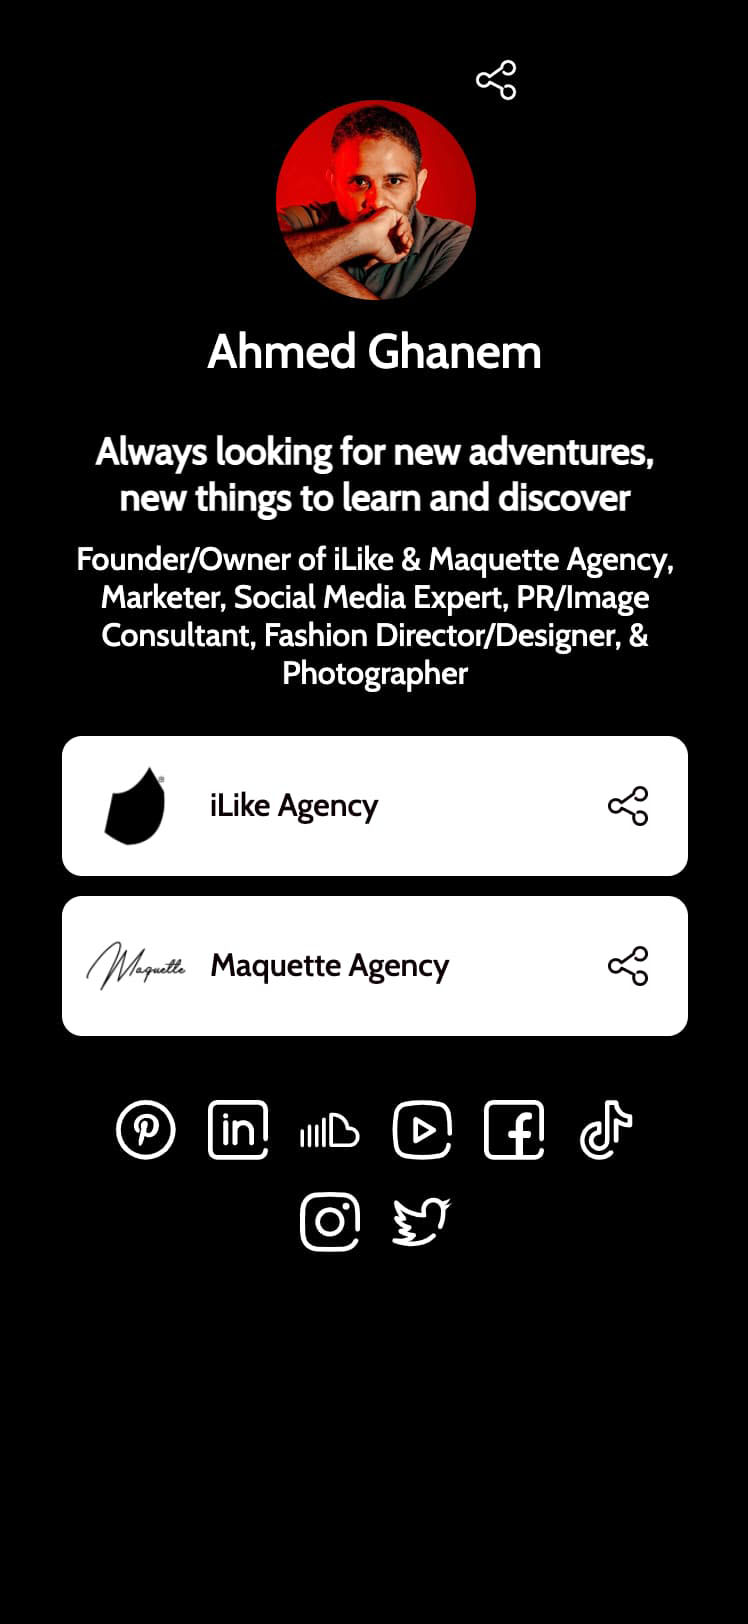 Ahmed Ghanem
Always looking for new adventures,
new things to learn and discover
Founder/Owner of iLike & Maquette Agency,
Marketer, Social Media Expert, PR/Image
Consultant, Fashion Director/Designer, &
Photographer
®
iLike Agency
Maquette
Maquette Agency
in